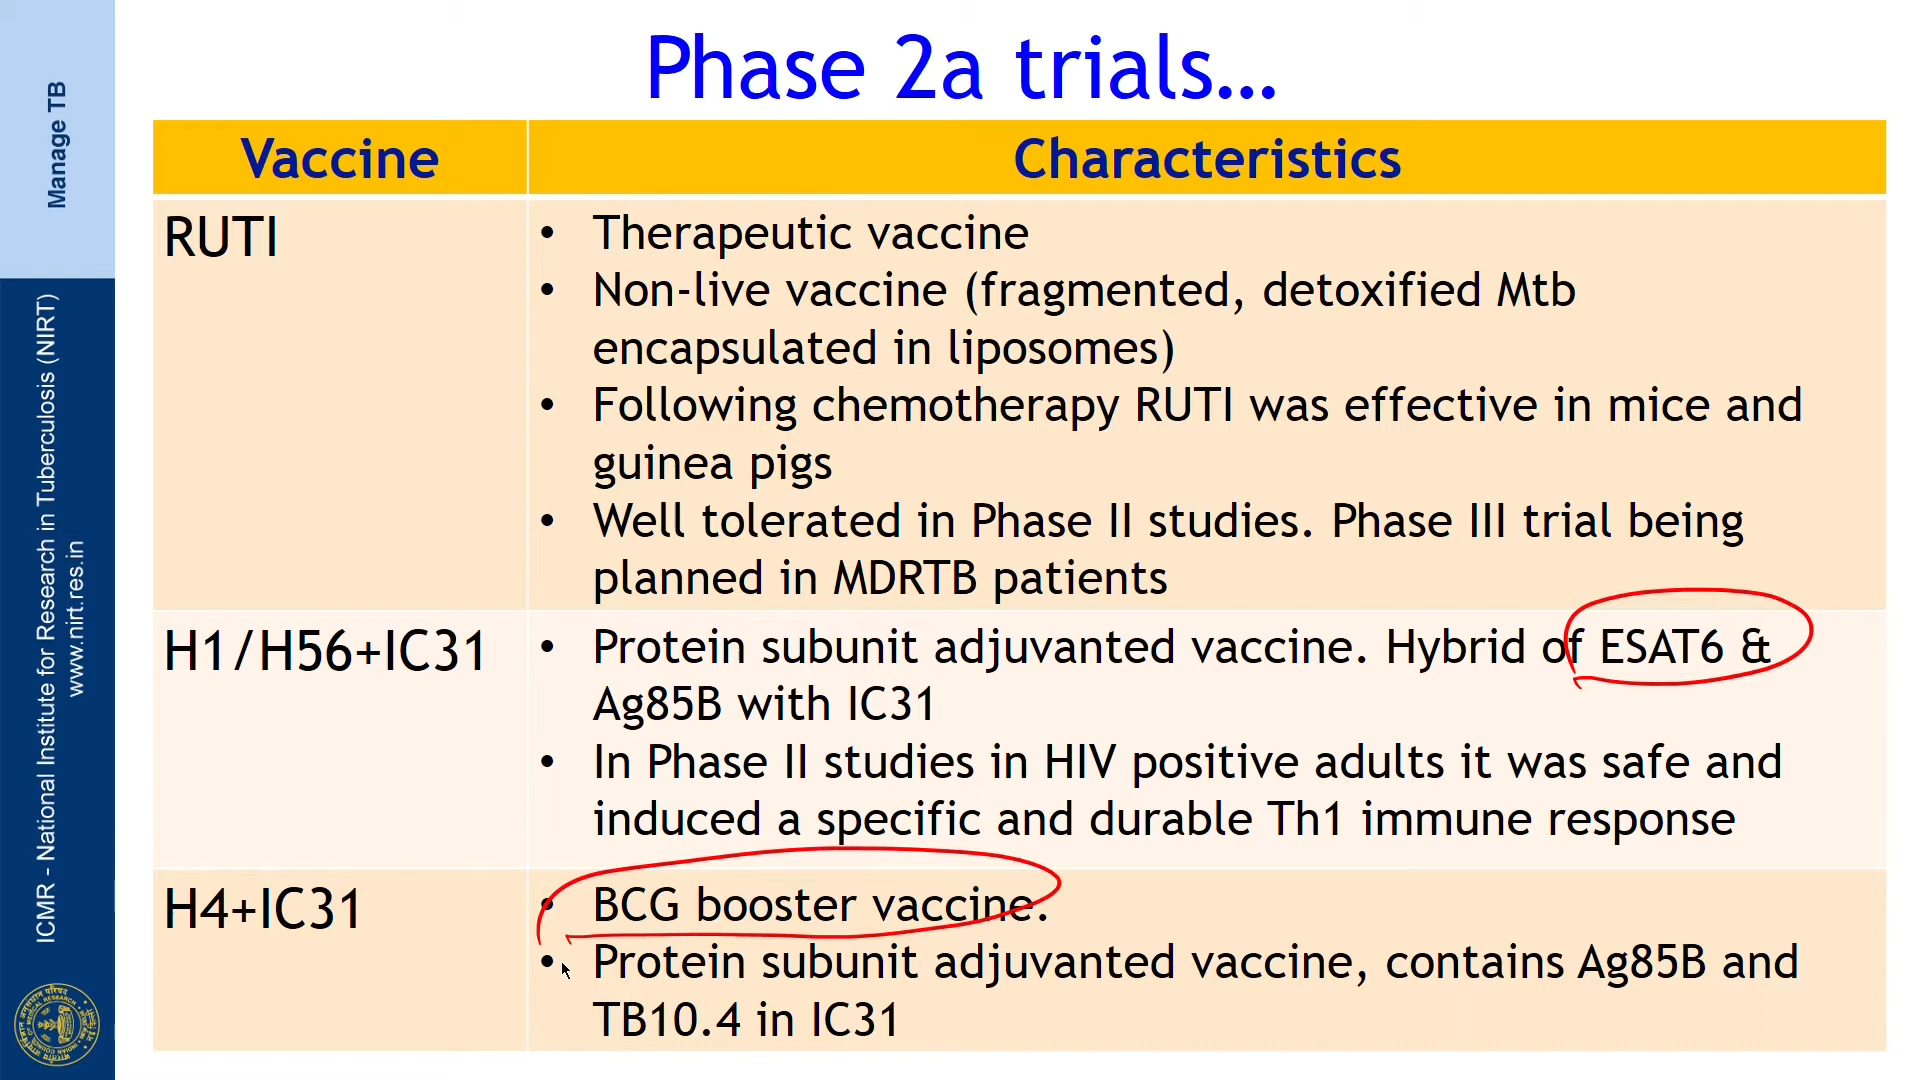 Phase 2a trials...
Manage TB
ICMR - National Institute for Research in Tuberculosis (NIRT)
www.nirt.res.in
Vaccine
Characteristics
RUTI
• Therapeutic vaccine
• Non-live vaccine (fragmented, detoxified Mtb
encapsulated in liposomes)
• Following chemotherapy RUTI was effective in mice and
guinea pigs
• Well tolerated in Phase II studies. Phase III trial being
planned in MDRTB patients
H1/H56+IC31
• Protein subunit adjuvanted vaccine. Hybrid of ESAT6 &
Ag85B with IC31
• In Phase II studies in HIV positive adults it was safe and
induced a specific and durable Th1 immune response
H4+IC31
• BCG booster vaccine.
• Protein subunit adjuvanted vaccine, contains Ag85B and
TB10.4 in IC31